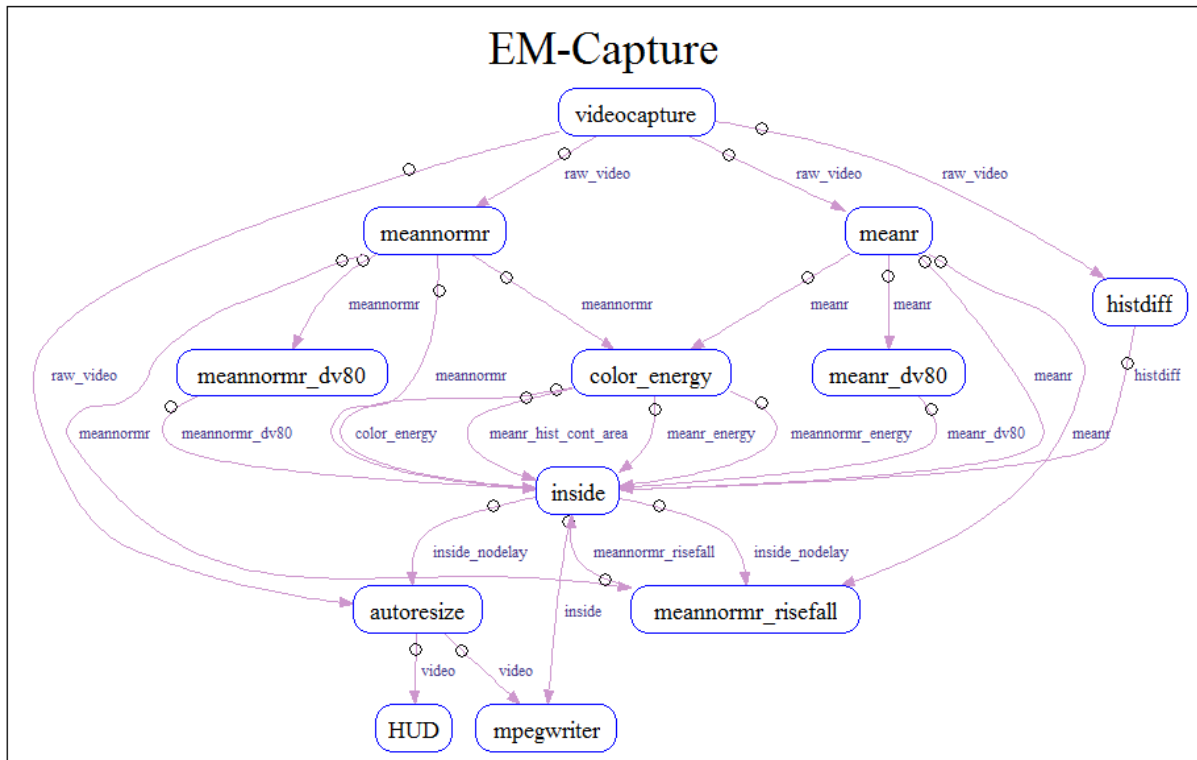 EM-Capture
videocapture
raw_video
raw_video
raw_video
meannormr
meanr
meannormr
meannormr
meanr
meanr
histdiff
raw_video
meannormr_dv80
meannormr
color_energy
meanr_dv80
meanr
histdiff
meannormr
meannormr_dv80
color_energy
meanr_hist_cont_area
meanr_energy
meannormr_energy
meanr_dv80
meanr
inside
inside_nodelay
meannormr_risefall
inside_nodelay
autoresize
inside
meannormr_risefall
video
video
HUD
mpegwriter